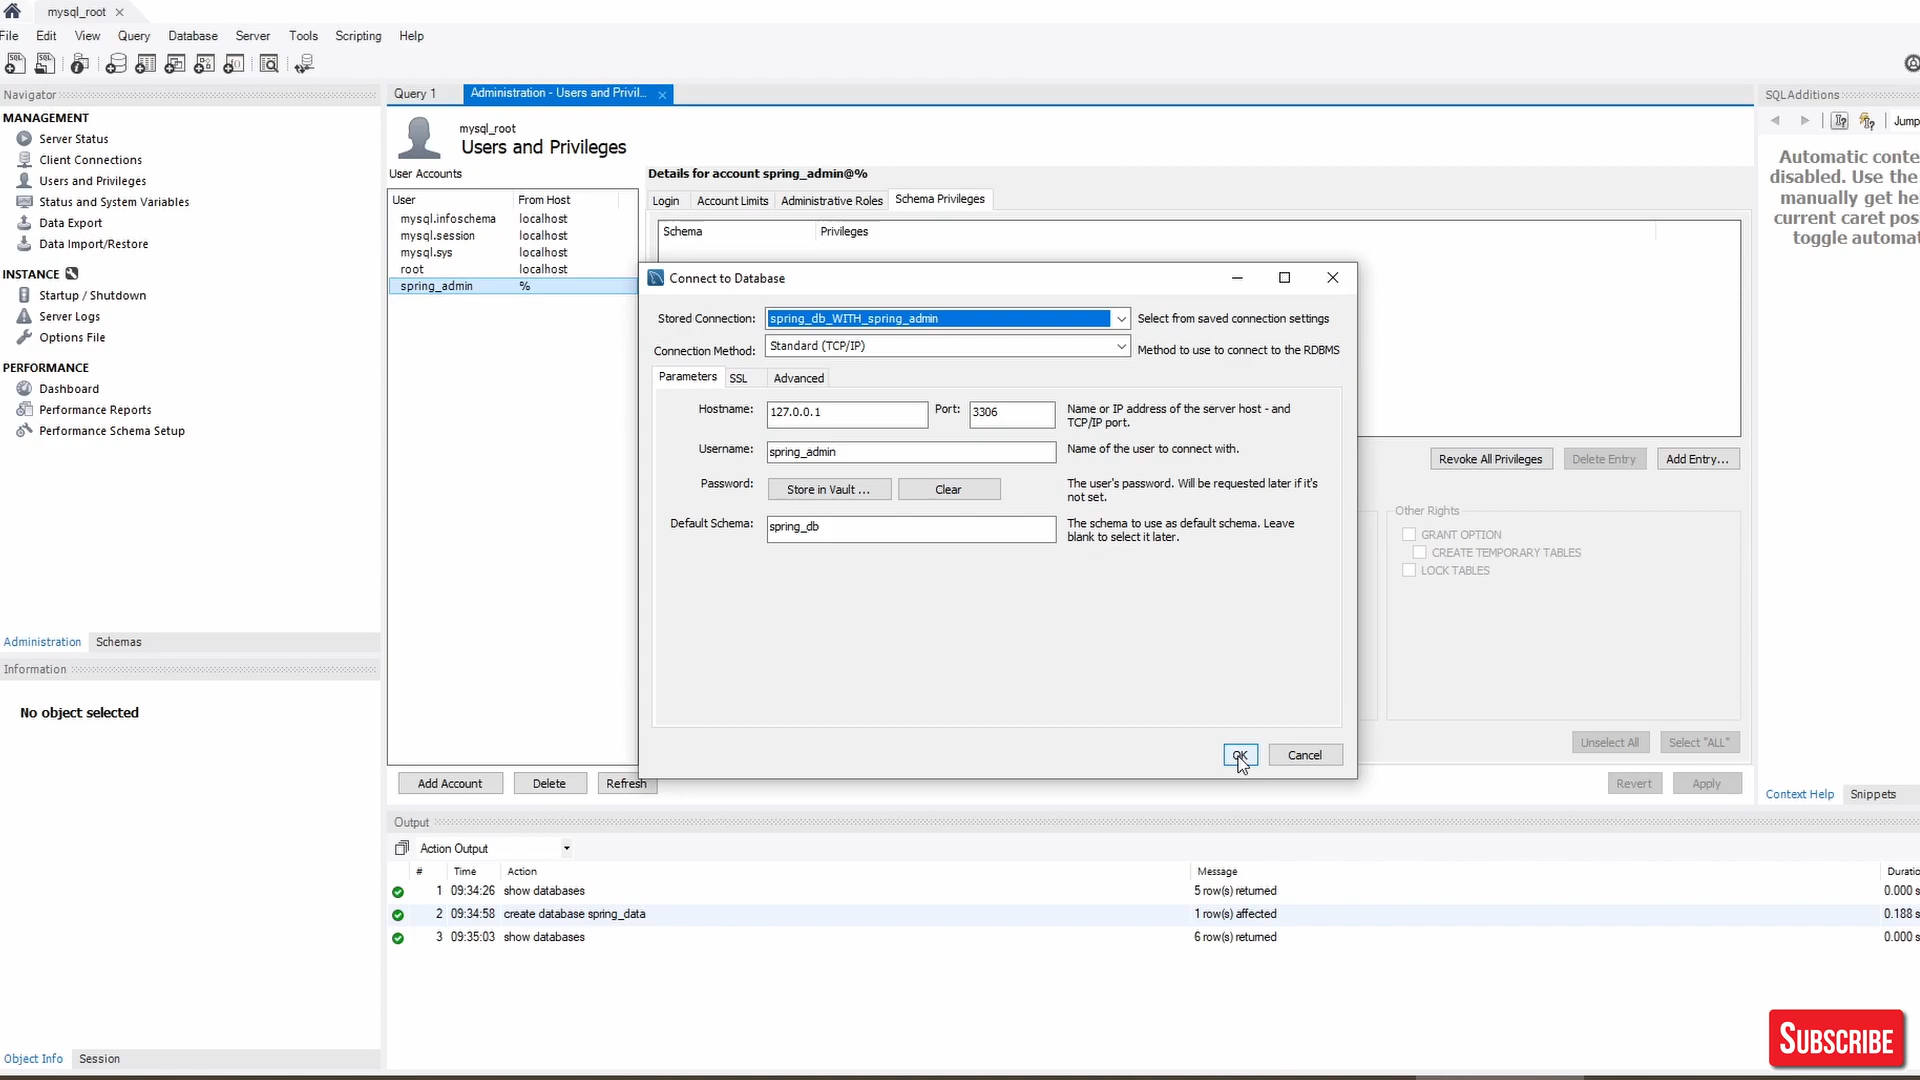 mysql_root
File Edit View Query Database Server Tools Scripting Help
Navigator
MANAGEMENT
Server Status
Client Connections
Users and Privileges
Status and System Variables
Data Export
Data Import/Restore
INSTANCE
Startup / Shutdown
Server Logs
Options File
PERFORMANCE
Dashboard
Performance Reports
Performance Schema Setup
Administration Schemas
Information
No object selected
Object Info Session
Query 1 Administration - Users and Privil...
mysql_root
Users and Privileges
User Accounts
User From Host
mysql.infoschema localhost
mysql.session localhost
mysql.sys localhost
root localhost
spring_admin %
Add Account Delete Refresh
Details for account spring_admin@%
Login Account Limits Administrative Roles Schema Privileges
Schema Privileges
Revoke All Privileges Delete Entry Add Entry...
Other Rights
GRANT OPTION
CREATE TEMPORARY TABLES
LOCK TABLES
Unselect All Select "ALL"
Revert Apply
Connect to Database
Stored Connection: spring_db_WITH_spring_admin Select from saved connection settings
Connection Method: Standard (TCP/IP) Method to use to connect to the RDBMS
Parameters SSL Advanced
Hostname: 127.0.0.1 Port: 3306 Name or IP address of the server host - and
TCP/IP port.
Username: spring_admin Name of the user to connect with.
Password: Store in Vault ... Clear The user's password. Will be requested later if it's
not set.
Default Schema: spring_db The schema to use as default schema. Leave
blank to select it later.
OK Cancel
SQLAdditions
Jump
Automatic conte
disabled. Use the
manually get he
current caret pos
toggle automa
Context Help Snippets
Output
Action Output
# Time Action Message Duratio
1 09:34:26 show databases 5 row(s) returned 0.000 s
2 09:34:58 create database spring_data 1 row(s) affected 0.188 s
3 09:35:03 show databases 6 row(s) returned 0.000 s
SUBSCRIBE